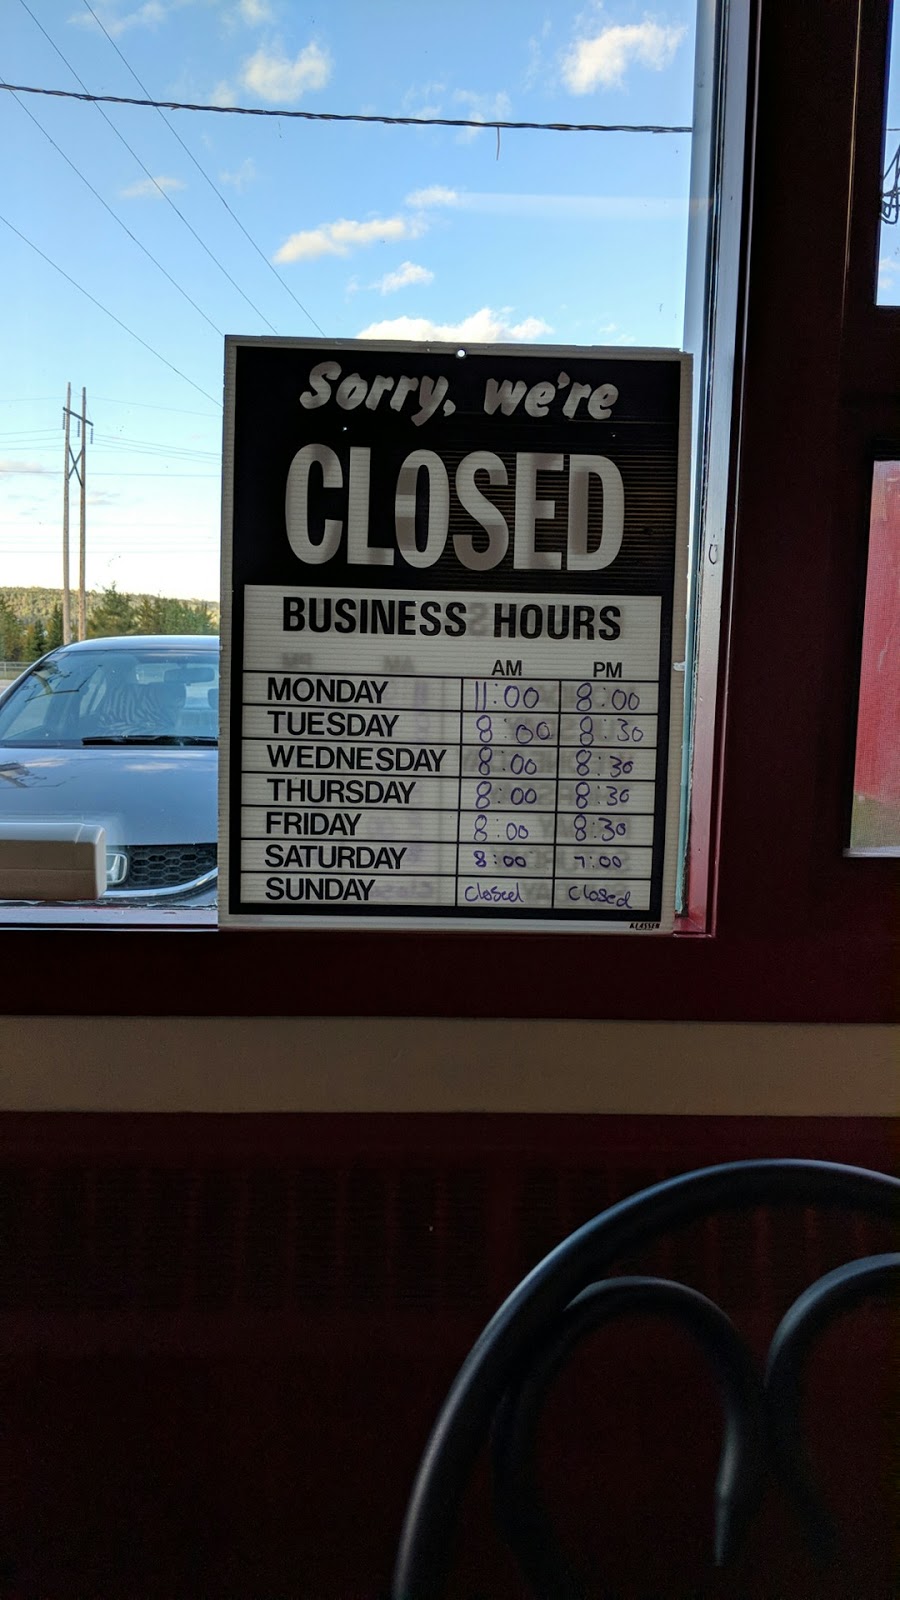 Sorry, we're
CLOSED
BUSINESS HOURS
AM PM
MONDAY 11:00 8:00
TUESDAY 8:00 8:30
WEDNESDAY 8:00 8:30
THURSDAY 8:00 8:30
FRIDAY 8:00 8:30
SATURDAY 8:00 7:00
SUNDAY Closed Closed